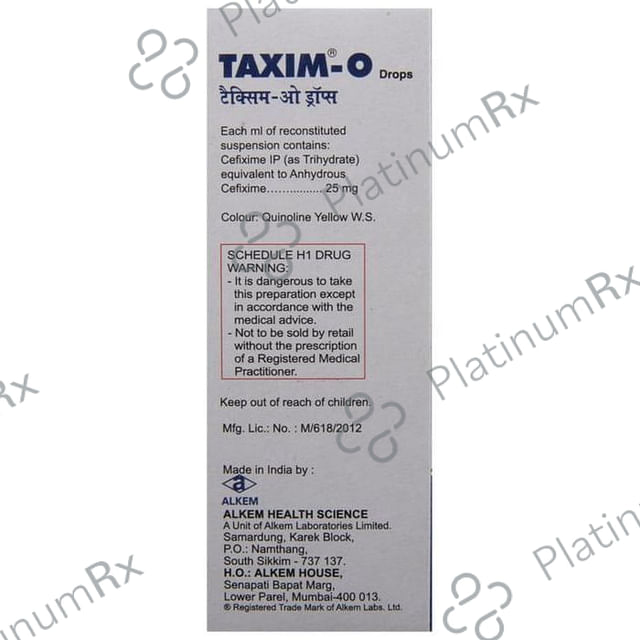 TAXIM®-O Drops
टैक्सिम-ओ ड्रॉप्स
Each ml of reconstituted
suspension contains:
Cefixime IP (as Trihydrate)
equivalent to Anhydrous
Cefixime................25 mg
Colour: Quinoline Yellow W.S.
SCHEDULE H1 DRUG
WARNING:
- It is dangerous to take
this preparation except
in accordance with the
medical advice.
- Not to be sold by retail
without the prescription
of a Registered Medical
Practitioner.
Keep out of reach of children.
Mfg. Lic.: No. : M/618/2012
Made in India by :
a
ALKEM
ALKEM HEALTH SCIENCE
A Unit of Alkem Laboratories Limited.
Samardung, Karek Block,
P.O.: Namthang,
South Sikkim - 737 137.
H.O.: ALKEM HOUSE,
Senapati Bapat Marg,
Lower Parel, Mumbai-400 013.
® Registered Trade Mark of Alkem Labs. Ltd.
PlatinumRx
PlatinumRx
PlatinumRx
Rx
PlatinumRx
tinumRx